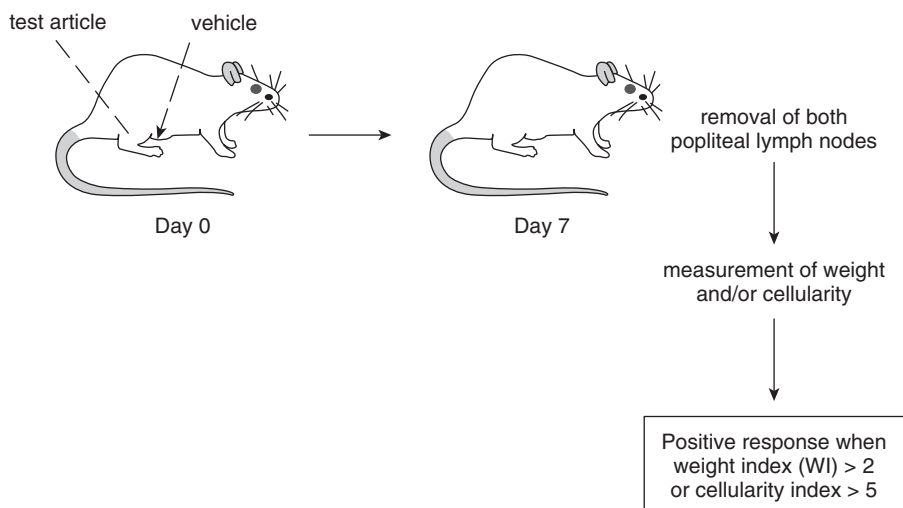 test article
vehicle
Day 0
Day 7
removal of both
popliteal lymph nodes
measurement of weight
and/or cellularity
Positive response when
weight index (WI) > 2
or cellularity index > 5